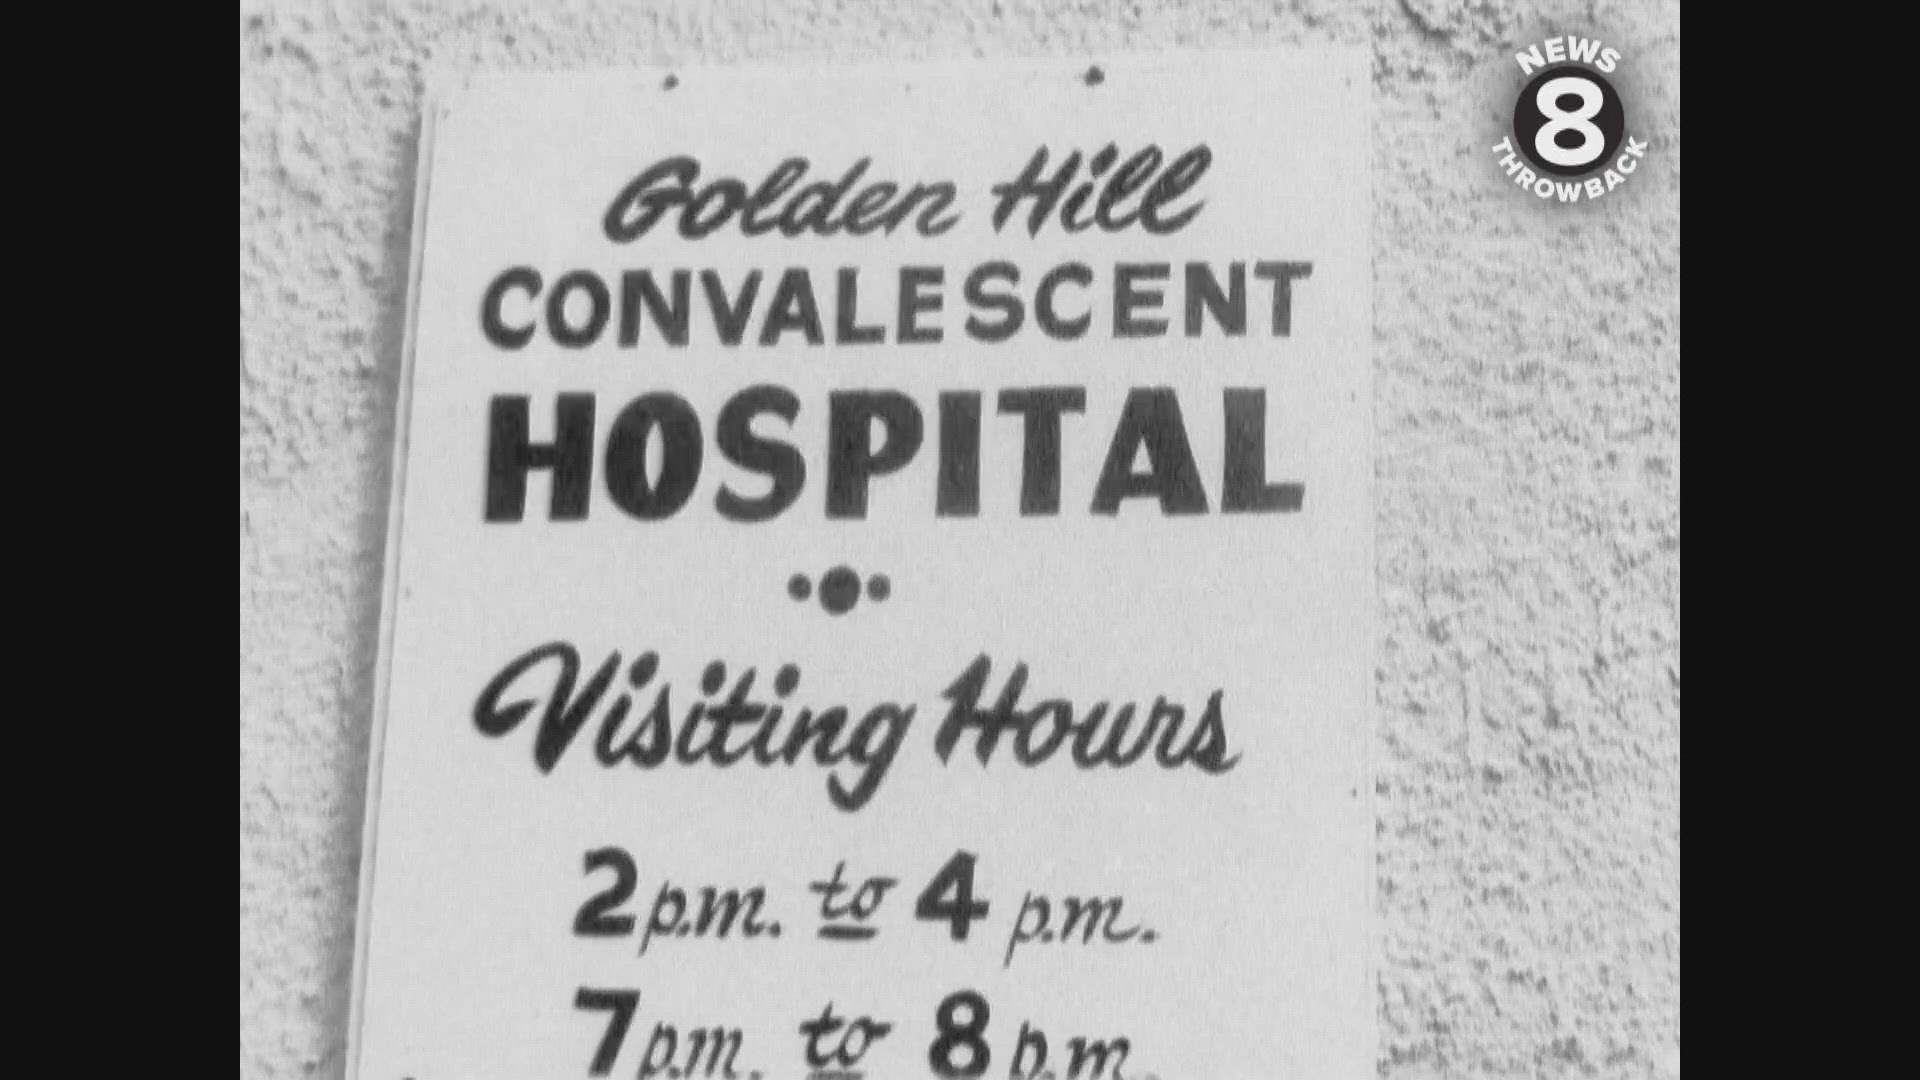 NEWS
8
THROWBACK
Golden Hill
CONVALESCENT
HOSPITAL
Visiting Hours
2 p.m. to 4 p.m.
7 p.m. to 8 p.m.